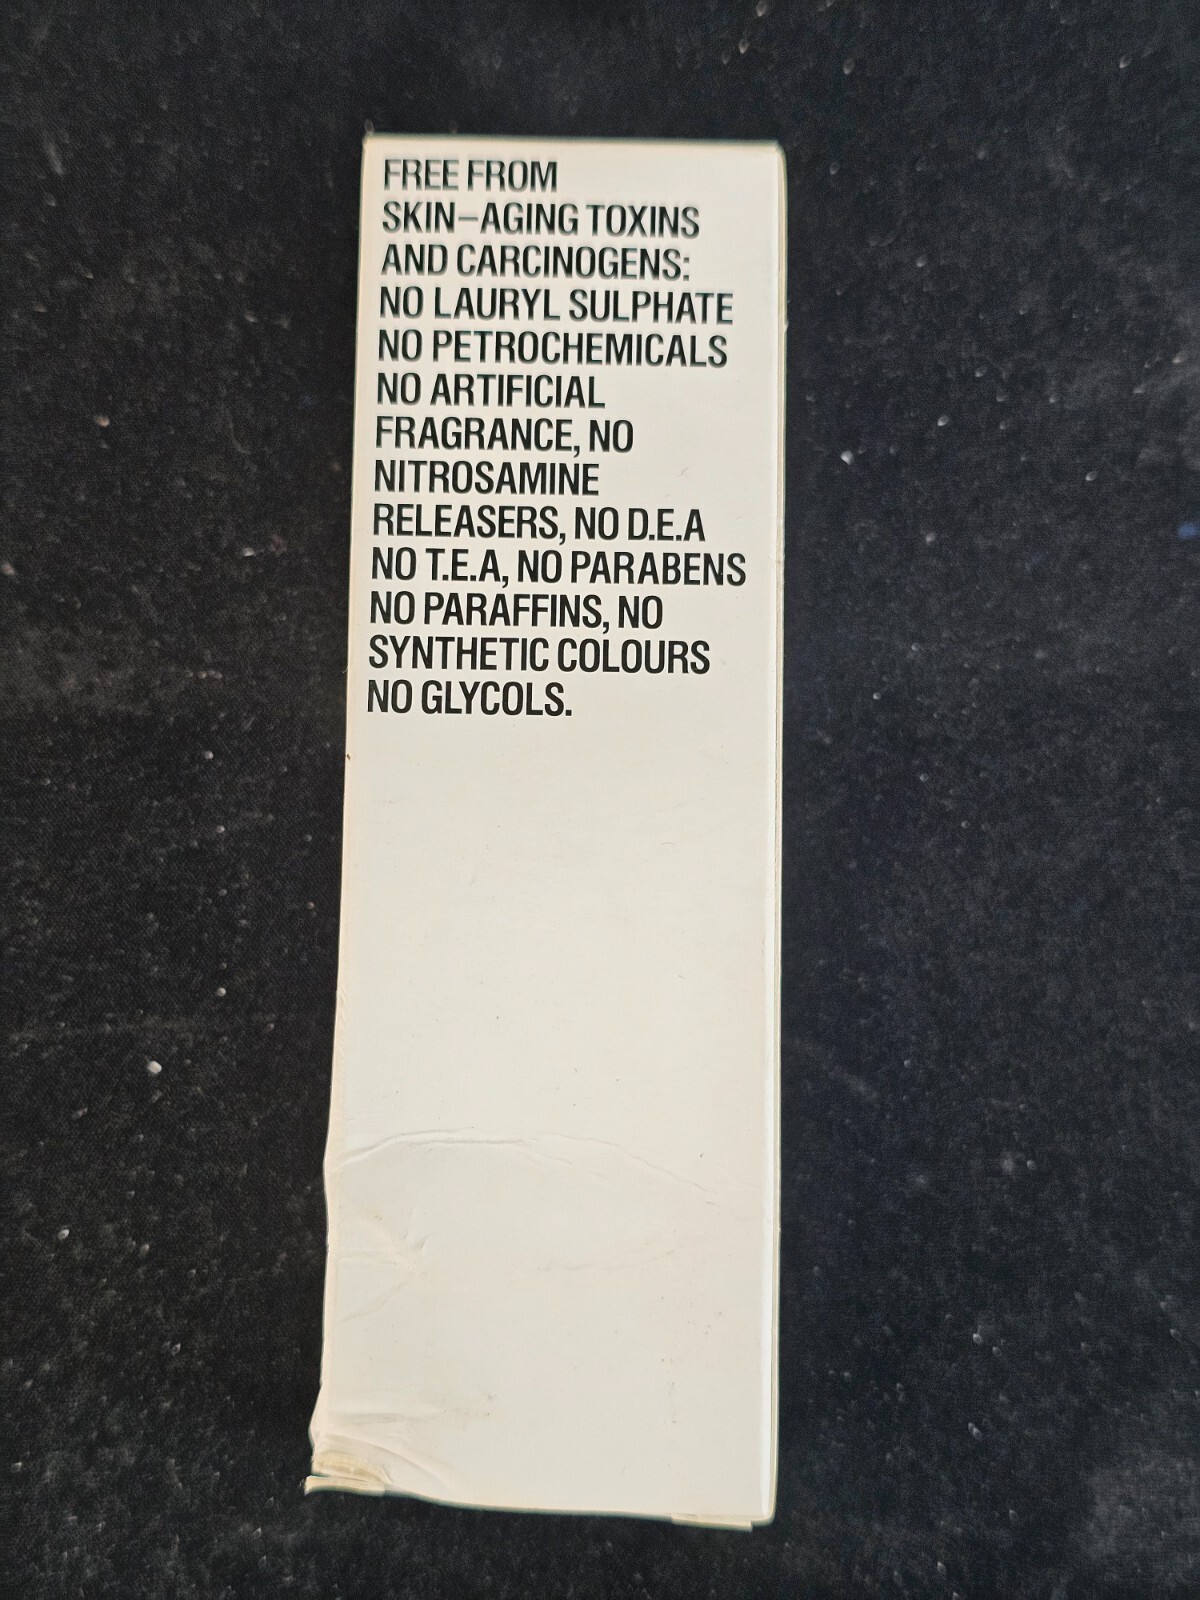 FREE FROM
SKIN–AGING TOXINS
AND CARCINOGENS:
NO LAURYL SULPHATE
NO PETROCHEMICALS
NO ARTIFICIAL
FRAGRANCE, NO
NITROSAMINE
RELEASERS, NO D.E.A
NO T.E.A, NO PARABENS
NO PARAFFINS, NO
SYNTHETIC COLOURS
NO GLYCOLS.